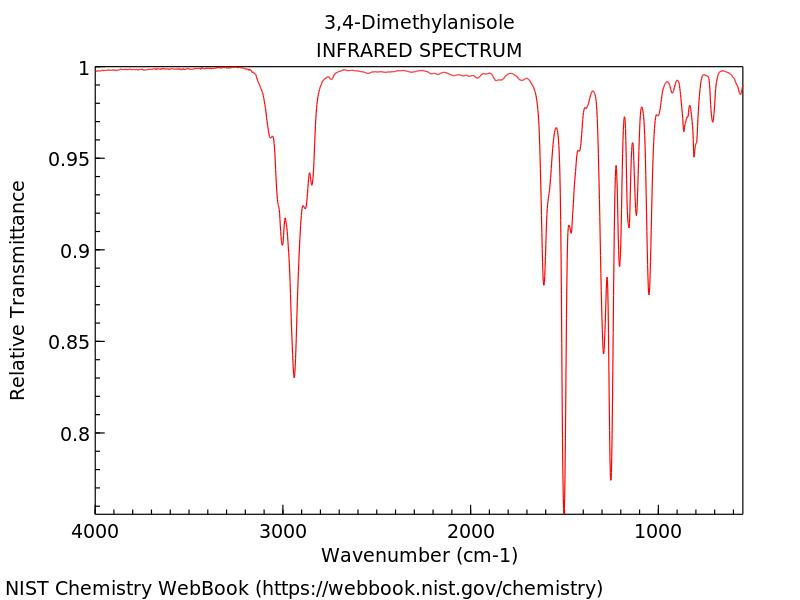 3,4-Dimethylanisole
INFRARED SPECTRUM
1
0.95
0.9
0.85
0.8
Relative Transmittance
4000 3000 2000 1000
Wavenumber (cm-1)
NIST Chemistry WebBook (https://webbook.nist.gov/chemistry)